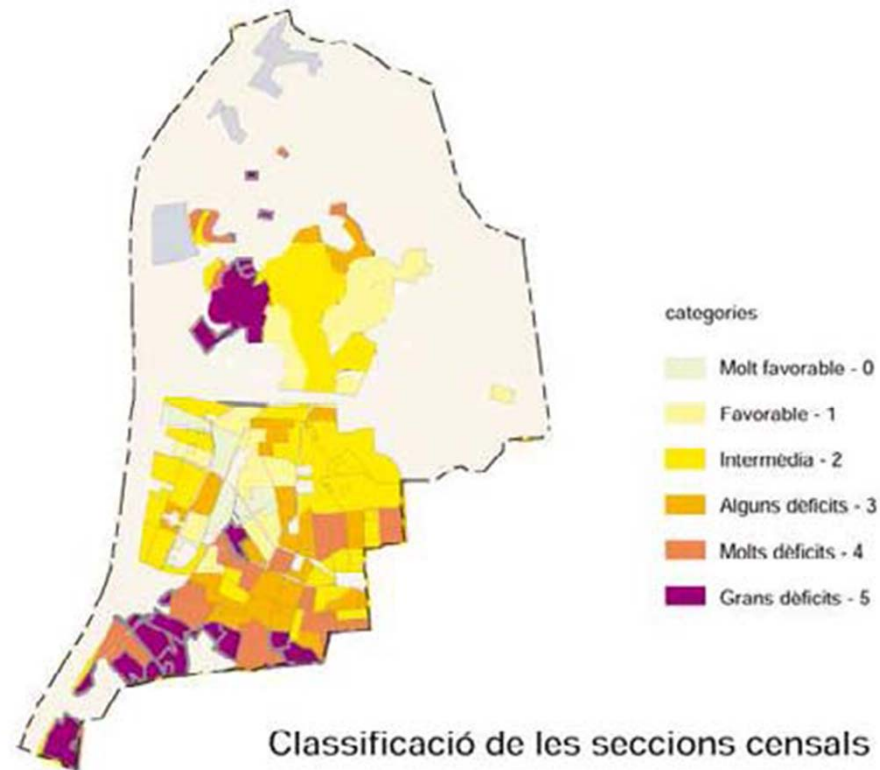 categories
Molt favorable - 0
Favorable - 1
Intermèdia - 2
Alguns dèficits - 3
Molts dèficits - 4
Grans dèficits - 5
Classificació de les seccions censals